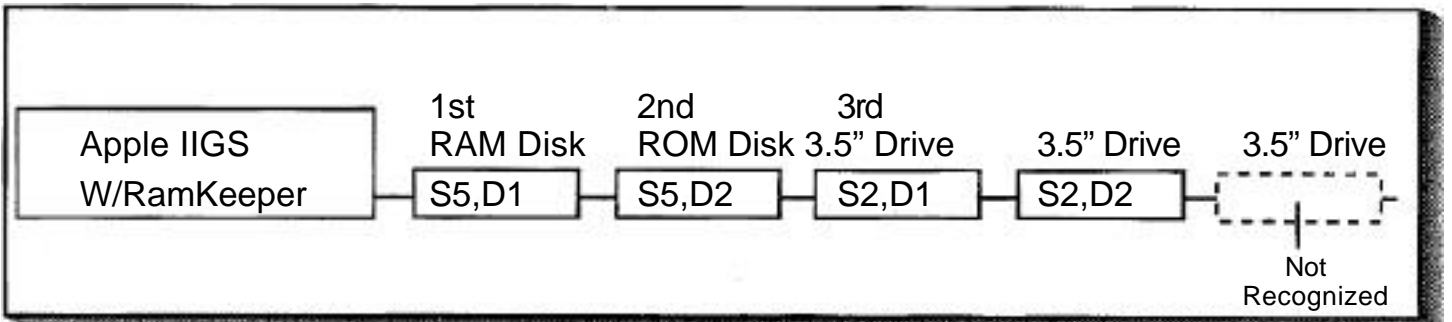 1st 2nd 3rd
Apple IIGS RAM Disk ROM Disk 3.5” Drive 3.5” Drive 3.5” Drive
W/RamKeeper S5,D1 S5,D2 S2,D1 S2,D2
Not
Recognized